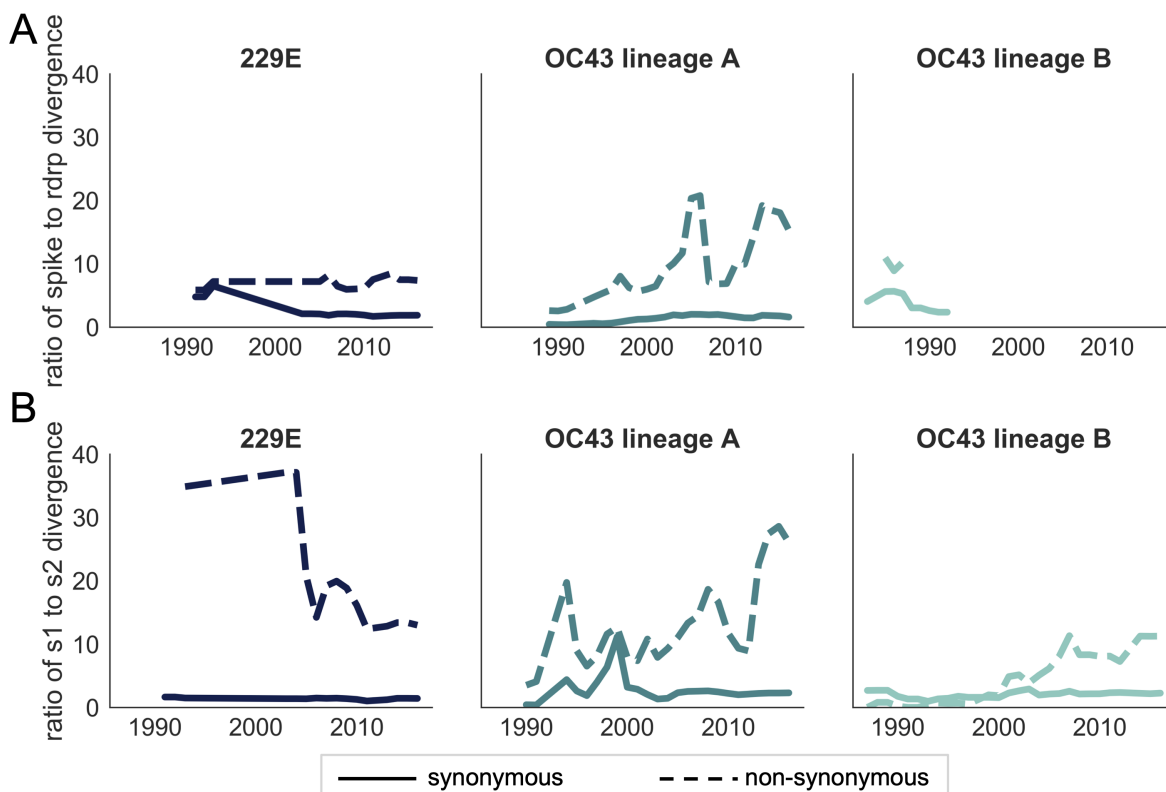 A
229E
OC43 lineage A
OC43 lineage B
ratio of spike to rdrp divergence
40
30
20
10
0
1990 2000 2010
1990 2000 2010
1990 2000 2010
B
229E
OC43 lineage A
OC43 lineage B
ratio of s1 to s2 divergence
40
30
20
10
0
1990 2000 2010
1990 2000 2010
1990 2000 2010
synonymous
non-synonymous